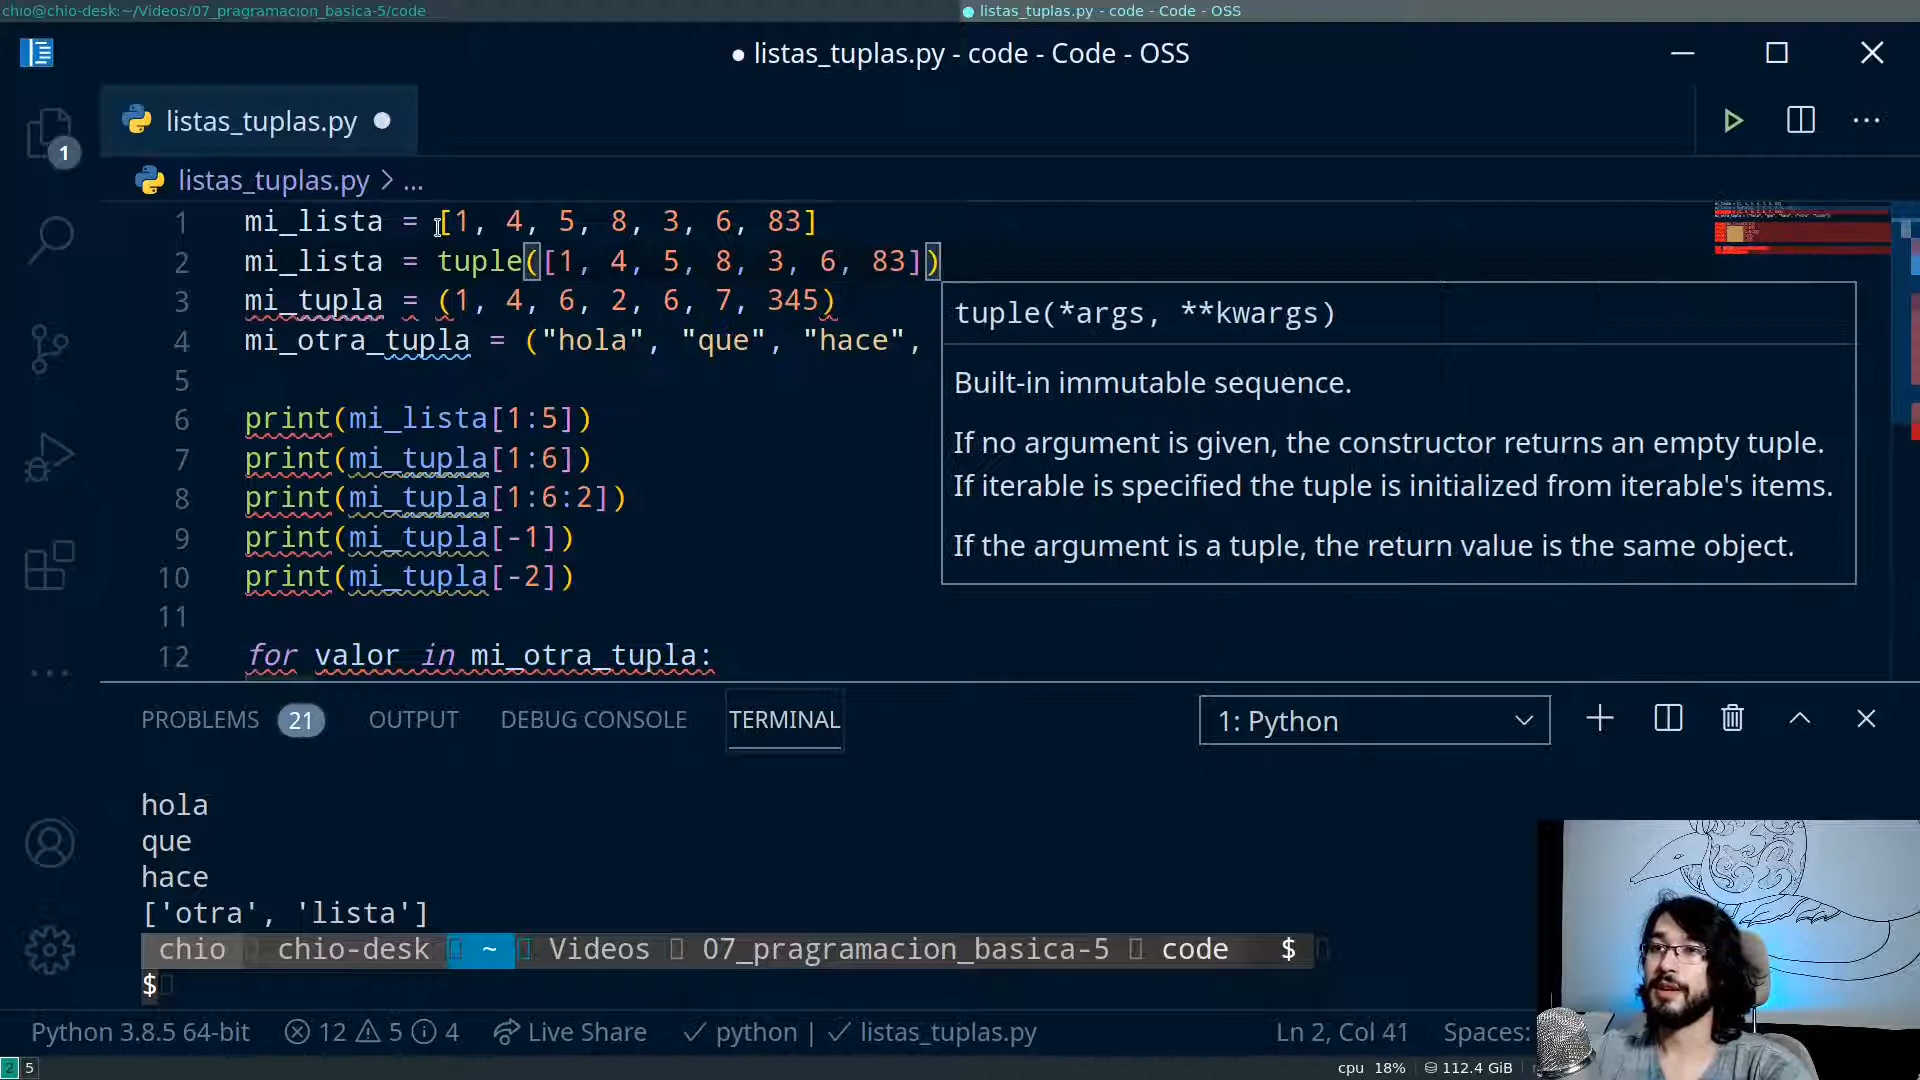 chio@chio-desk:~/Videos/07_pragramacion_basica-5/code
listas_tuplas.py - code - Code - OSS
● listas_tuplas.py - code - Code - OSS
listas_tuplas.py
1
listas_tuplas.py > ...
1 mi_lista = [1, 4, 5, 8, 3, 6, 83]
2 mi_lista = tuple([1, 4, 5, 8, 3, 6, 83])
3 mi_tupla = (1, 4, 6, 2, 6, 7, 345)
4 mi_otra_tupla = ("hola", "que", "hace",
5
6 print(mi_lista[1:5])
7 print(mi_tupla[1:6])
8 print(mi_tupla[1:6:2])
9 print(mi_tupla[-1])
10 print(mi_tupla[-2])
11
12 for valor in mi_otra_tupla:
tuple(*args, **kwargs)
Built-in immutable sequence.
If no argument is given, the constructor returns an empty tuple.
If iterable is specified the tuple is initialized from iterable's items.
If the argument is a tuple, the return value is the same object.
PROBLEMS 21 OUTPUT DEBUG CONSOLE TERMINAL 1: Python
hola
que
hace
['otra', 'lista']
chio chio-desk ~ Videos 07_pragramacion_basica-5 code $
$
Python 3.8.5 64-bit 12 5 4 Live Share ✓ python | ✓ listas_tuplas.py Ln 2, Col 41 Spaces:
2 5 cpu 18% 112.4 GiB